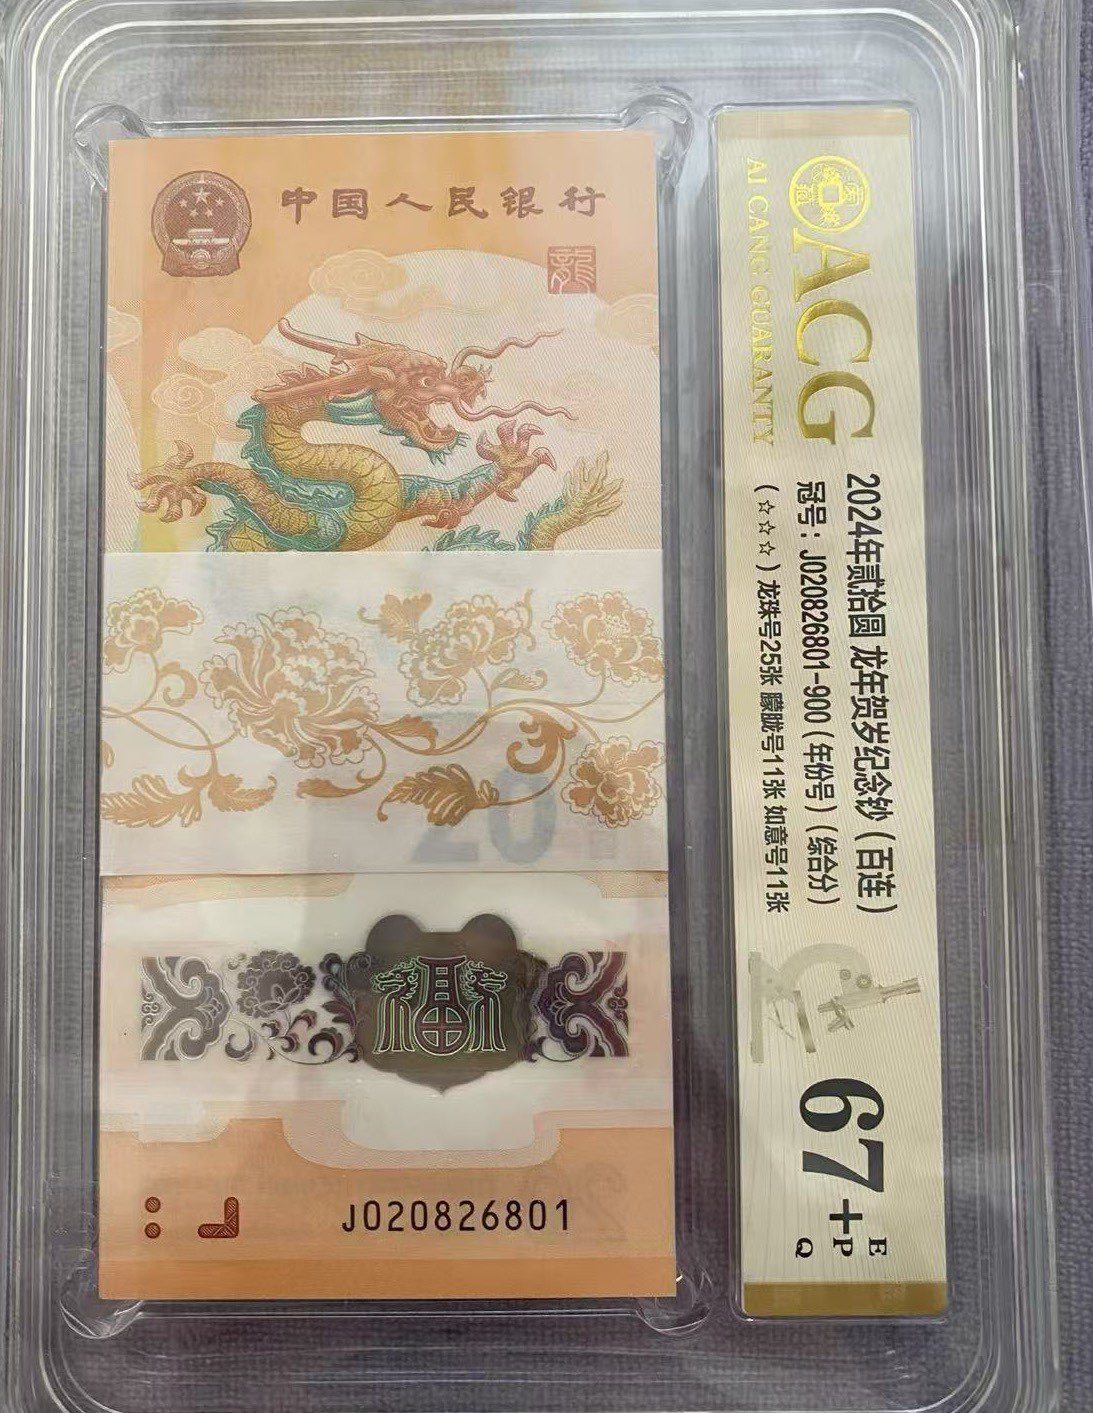 中国人民银行
龍
福
J020826801
ACG
AI CANG GUARANTY
2024年贰拾圆 龙年贺岁纪念钞(百连)
冠号:J020826801-900(年份号)(综合分)
(☆☆☆)龙珠号25张 朦胧号11张 如意号11张
67+
E
P
Q